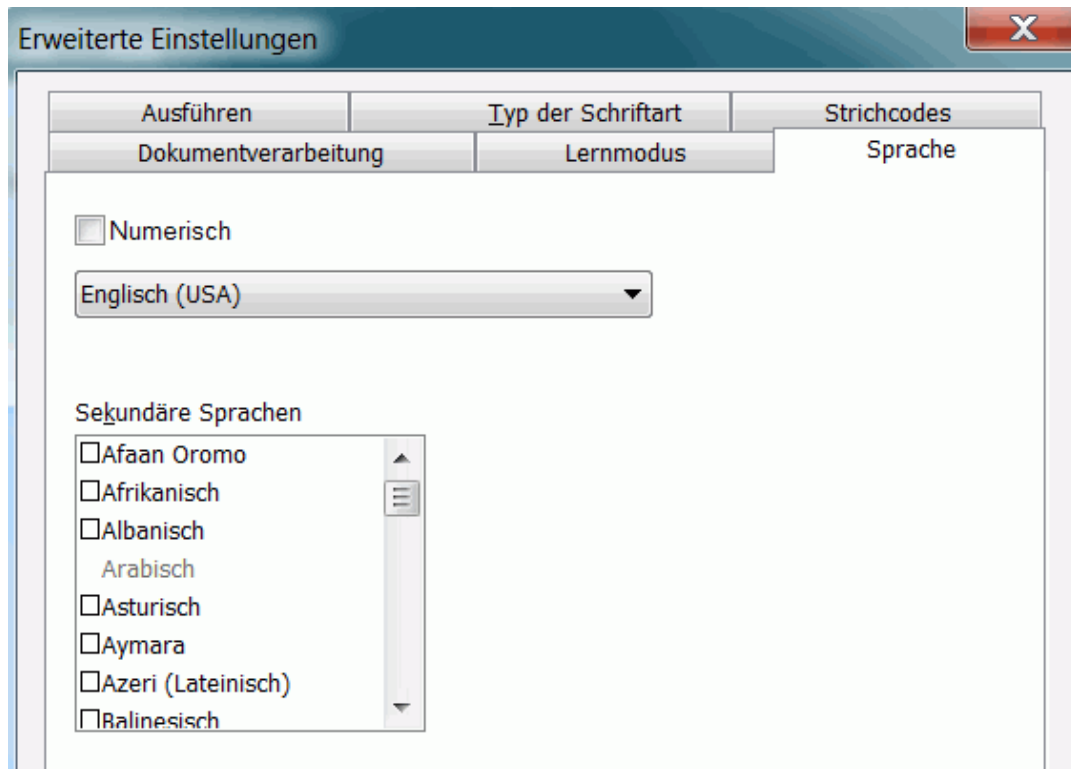 Erweiterte Einstellungen
Ausführen Typ der Schriftart Strichcodes
Dokumentverarbeitung Lernmodus Sprache
Numerisch
Englisch (USA)
Sekundäre Sprachen
Afaan Oromo
Afrikanisch
Albanisch
Arabisch
Asturisch
Aymara
Azeri (Lateinisch)
Balinesisch